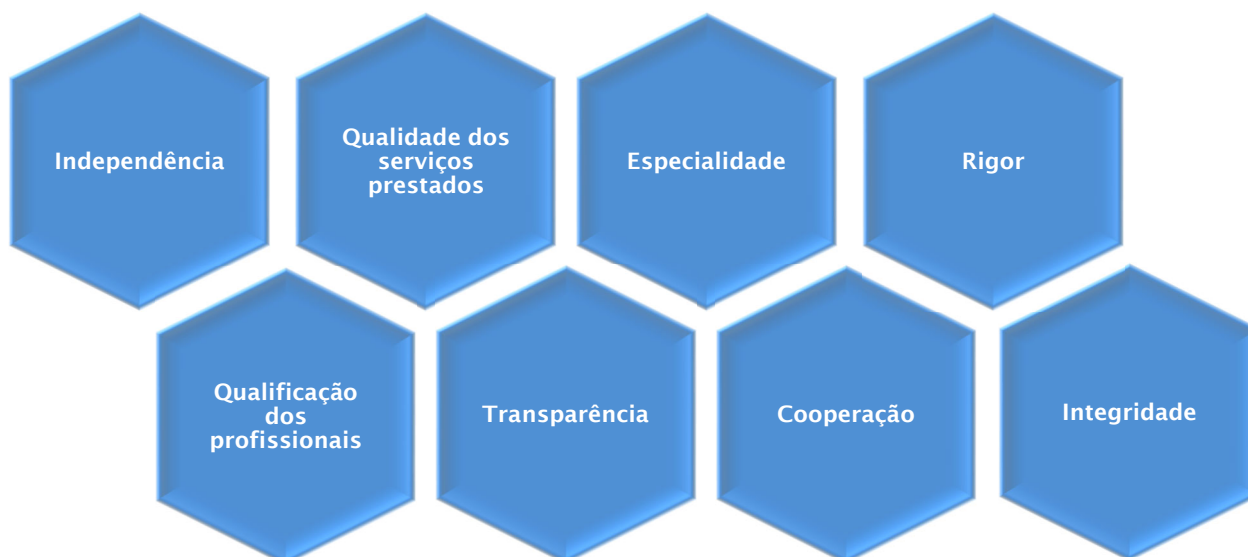 Independência
Qualidade dos
serviços
prestados
Especialidade
Rigor
Qualificação
dos
profissionais
Transparência
Cooperação
Integridade